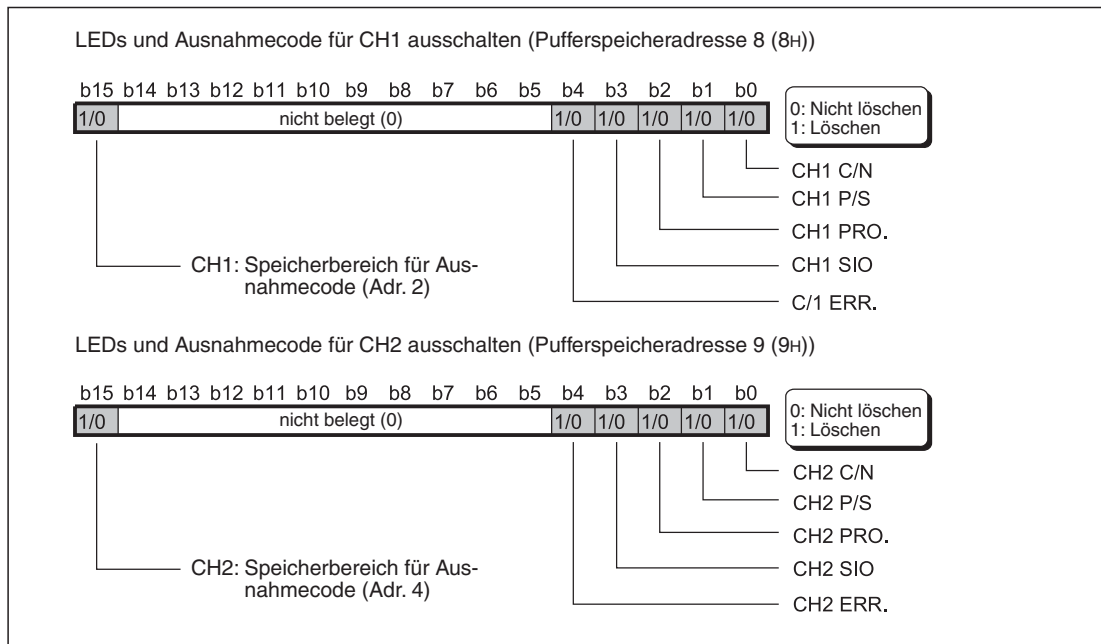 LEDs und Ausnahmecode für CH1 ausschalten (Pufferspeicheradresse 8 (8H))
b15 b14 b13 b12 b11 b10 b9 b8 b7 b6 b5 b4 b3 b2 b1 b0
1/0 nicht belegt (0) 1/0 1/0 1/0 1/0 1/0
0: Nicht löschen
1: Löschen
CH1 C/N
CH1 P/S
CH1 PRO.
CH1 SIO
C/1 ERR.
CH1: Speicherbereich für Aus-
nahmecode (Adr. 2)
LEDs und Ausnahmecode für CH2 ausschalten (Pufferspeicheradresse 9 (9H))
b15 b14 b13 b12 b11 b10 b9 b8 b7 b6 b5 b4 b3 b2 b1 b0
1/0 nicht belegt (0) 1/0 1/0 1/0 1/0 1/0
0: Nicht löschen
1: Löschen
CH2 C/N
CH2 P/S
CH2 PRO.
CH2 SIO
CH2 ERR.
CH2: Speicherbereich für Aus-
nahmecode (Adr. 4)